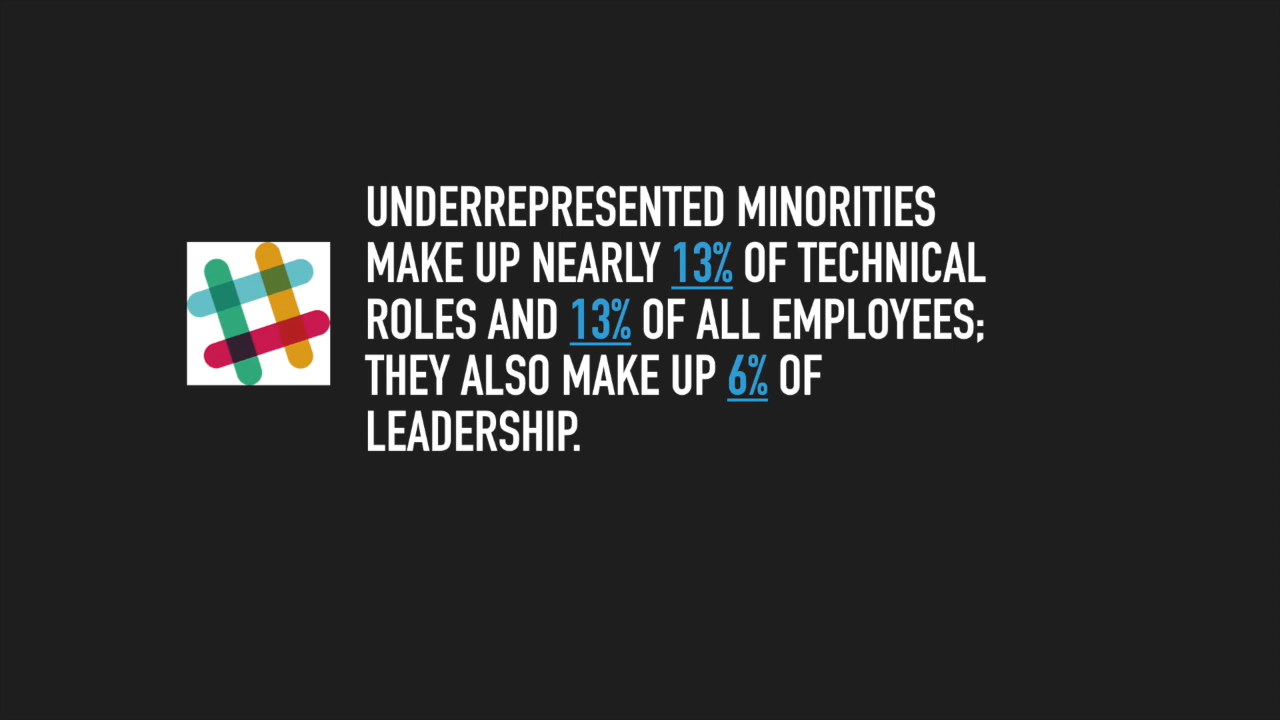 UNDERREPRESENTED MINORITIES
MAKE UP NEARLY 13% OF TECHNICAL
ROLES AND 13% OF ALL EMPLOYEES;
THEY ALSO MAKE UP 6% OF
LEADERSHIP.